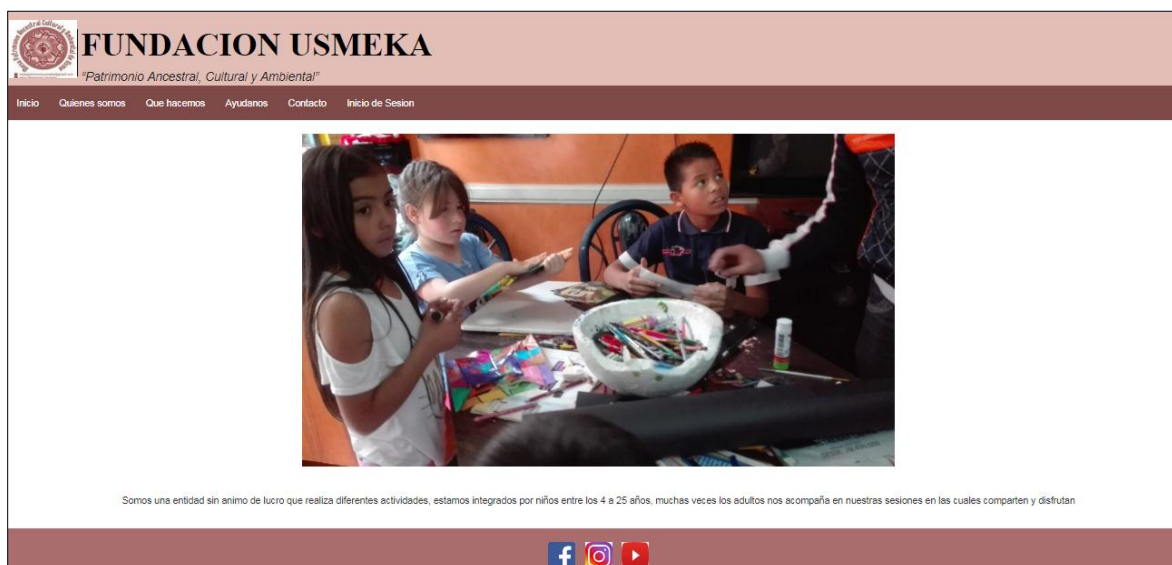 FUNDACION USMEKA
"Patrimonio Ancestral, Cultural y Ambiental"
Inicio Quienes somos Que hacemos Ayudanos Contacto Inicio de Sesion
Somos una entidad sin animo de lucro que realiza diferentes actividades, estamos integrados por niños entre los 4 a 25 años, muchas veces los adultos nos acompaña en nuestras sesiones en las cuales comparten y disfrutan